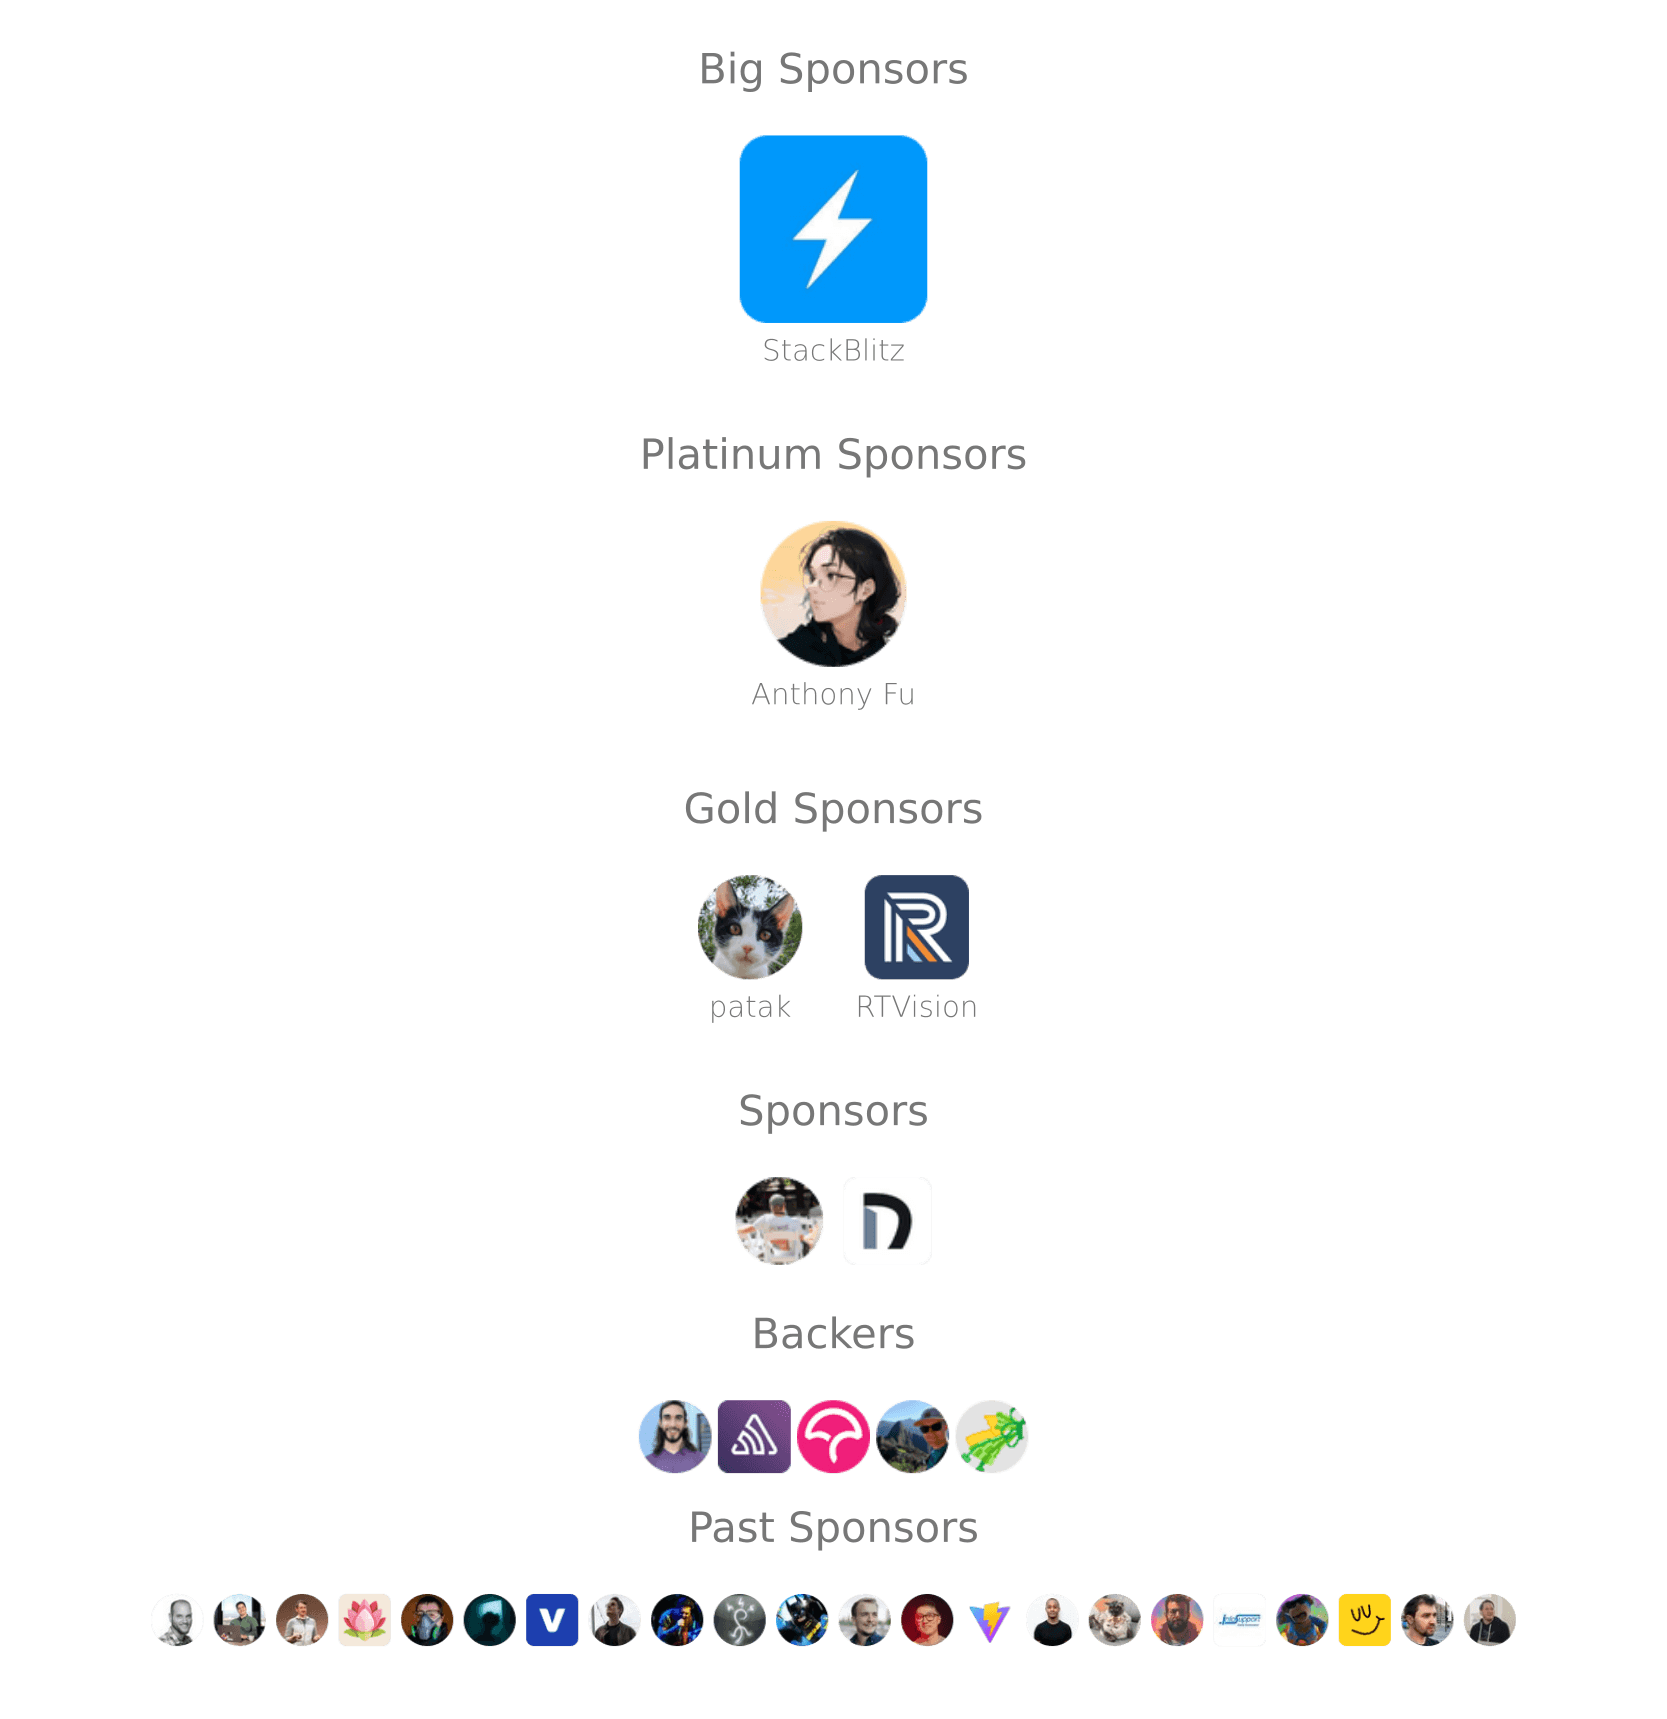 Big Sponsors
StackBlitz
Platinum Sponsors
Anthony Fu
Gold Sponsors
patak
RTVision
Sponsors
Backers
Past Sponsors